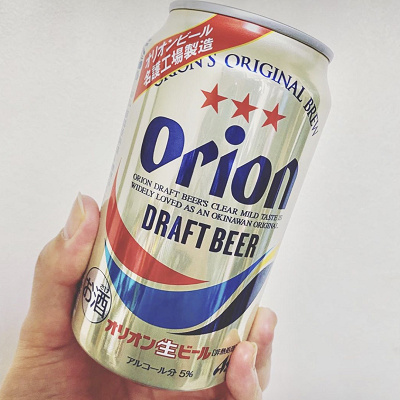 オリオンビール
名護工場製造
ORION'S ORIGINAL BREW
Orion
ORION DRAFT BEER'S CLEAR MILD TASTE IS
WIDELY LOVED AS AN OKINAWAN ORIGINAL
DRAFT BEER
お酒
オリオン生ビール
アルコール分5%